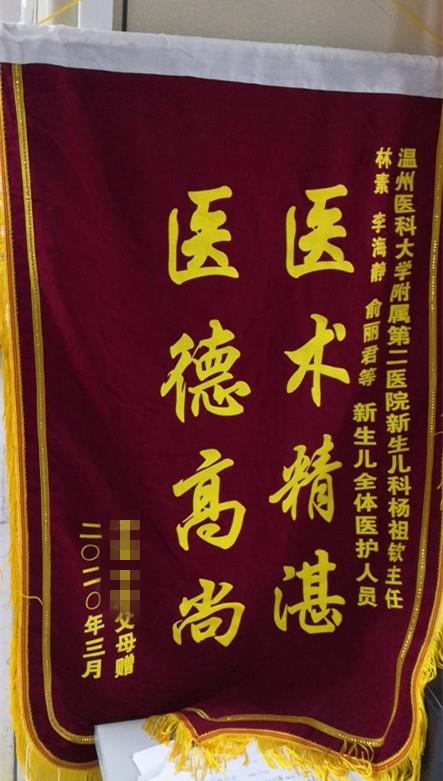 温州医科大学附属第二医院新生儿科杨祖钦主任
林素 李海静 俞丽君等 新生儿全体医护人员
医术精湛
医德高尚
父母赠
二〇二〇年三月